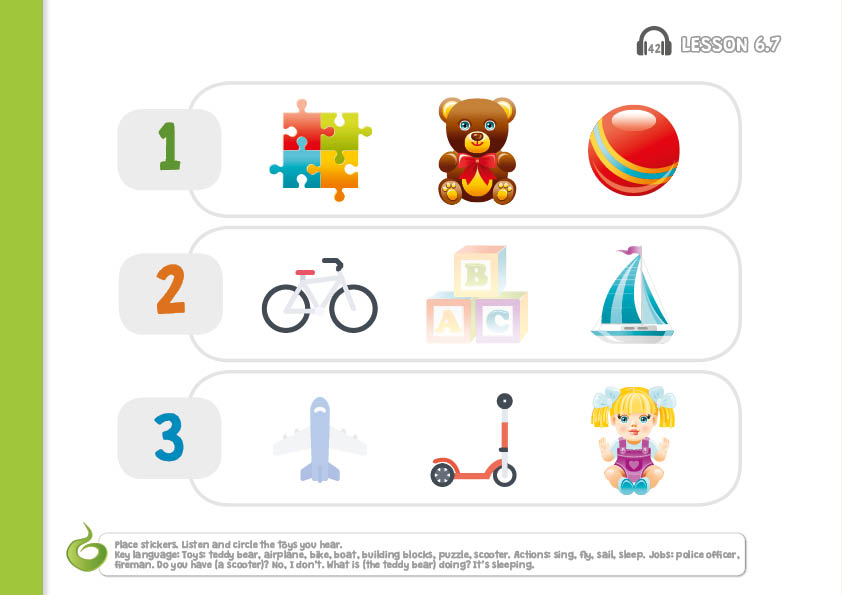 42 LESSON 6.7
1
2
B
A C
3
Place stickers. Listen and circle the toys you hear.
Key language: Toys: teddy bear, airplane, bike, boat, building blocks, puzzle, scooter. Actions: sing, fly, sail, sleep. Jobs: police officer,
fireman. Do you have (a scooter)? No, I don't. What is (the teddy bear) doing? It's sleeping.